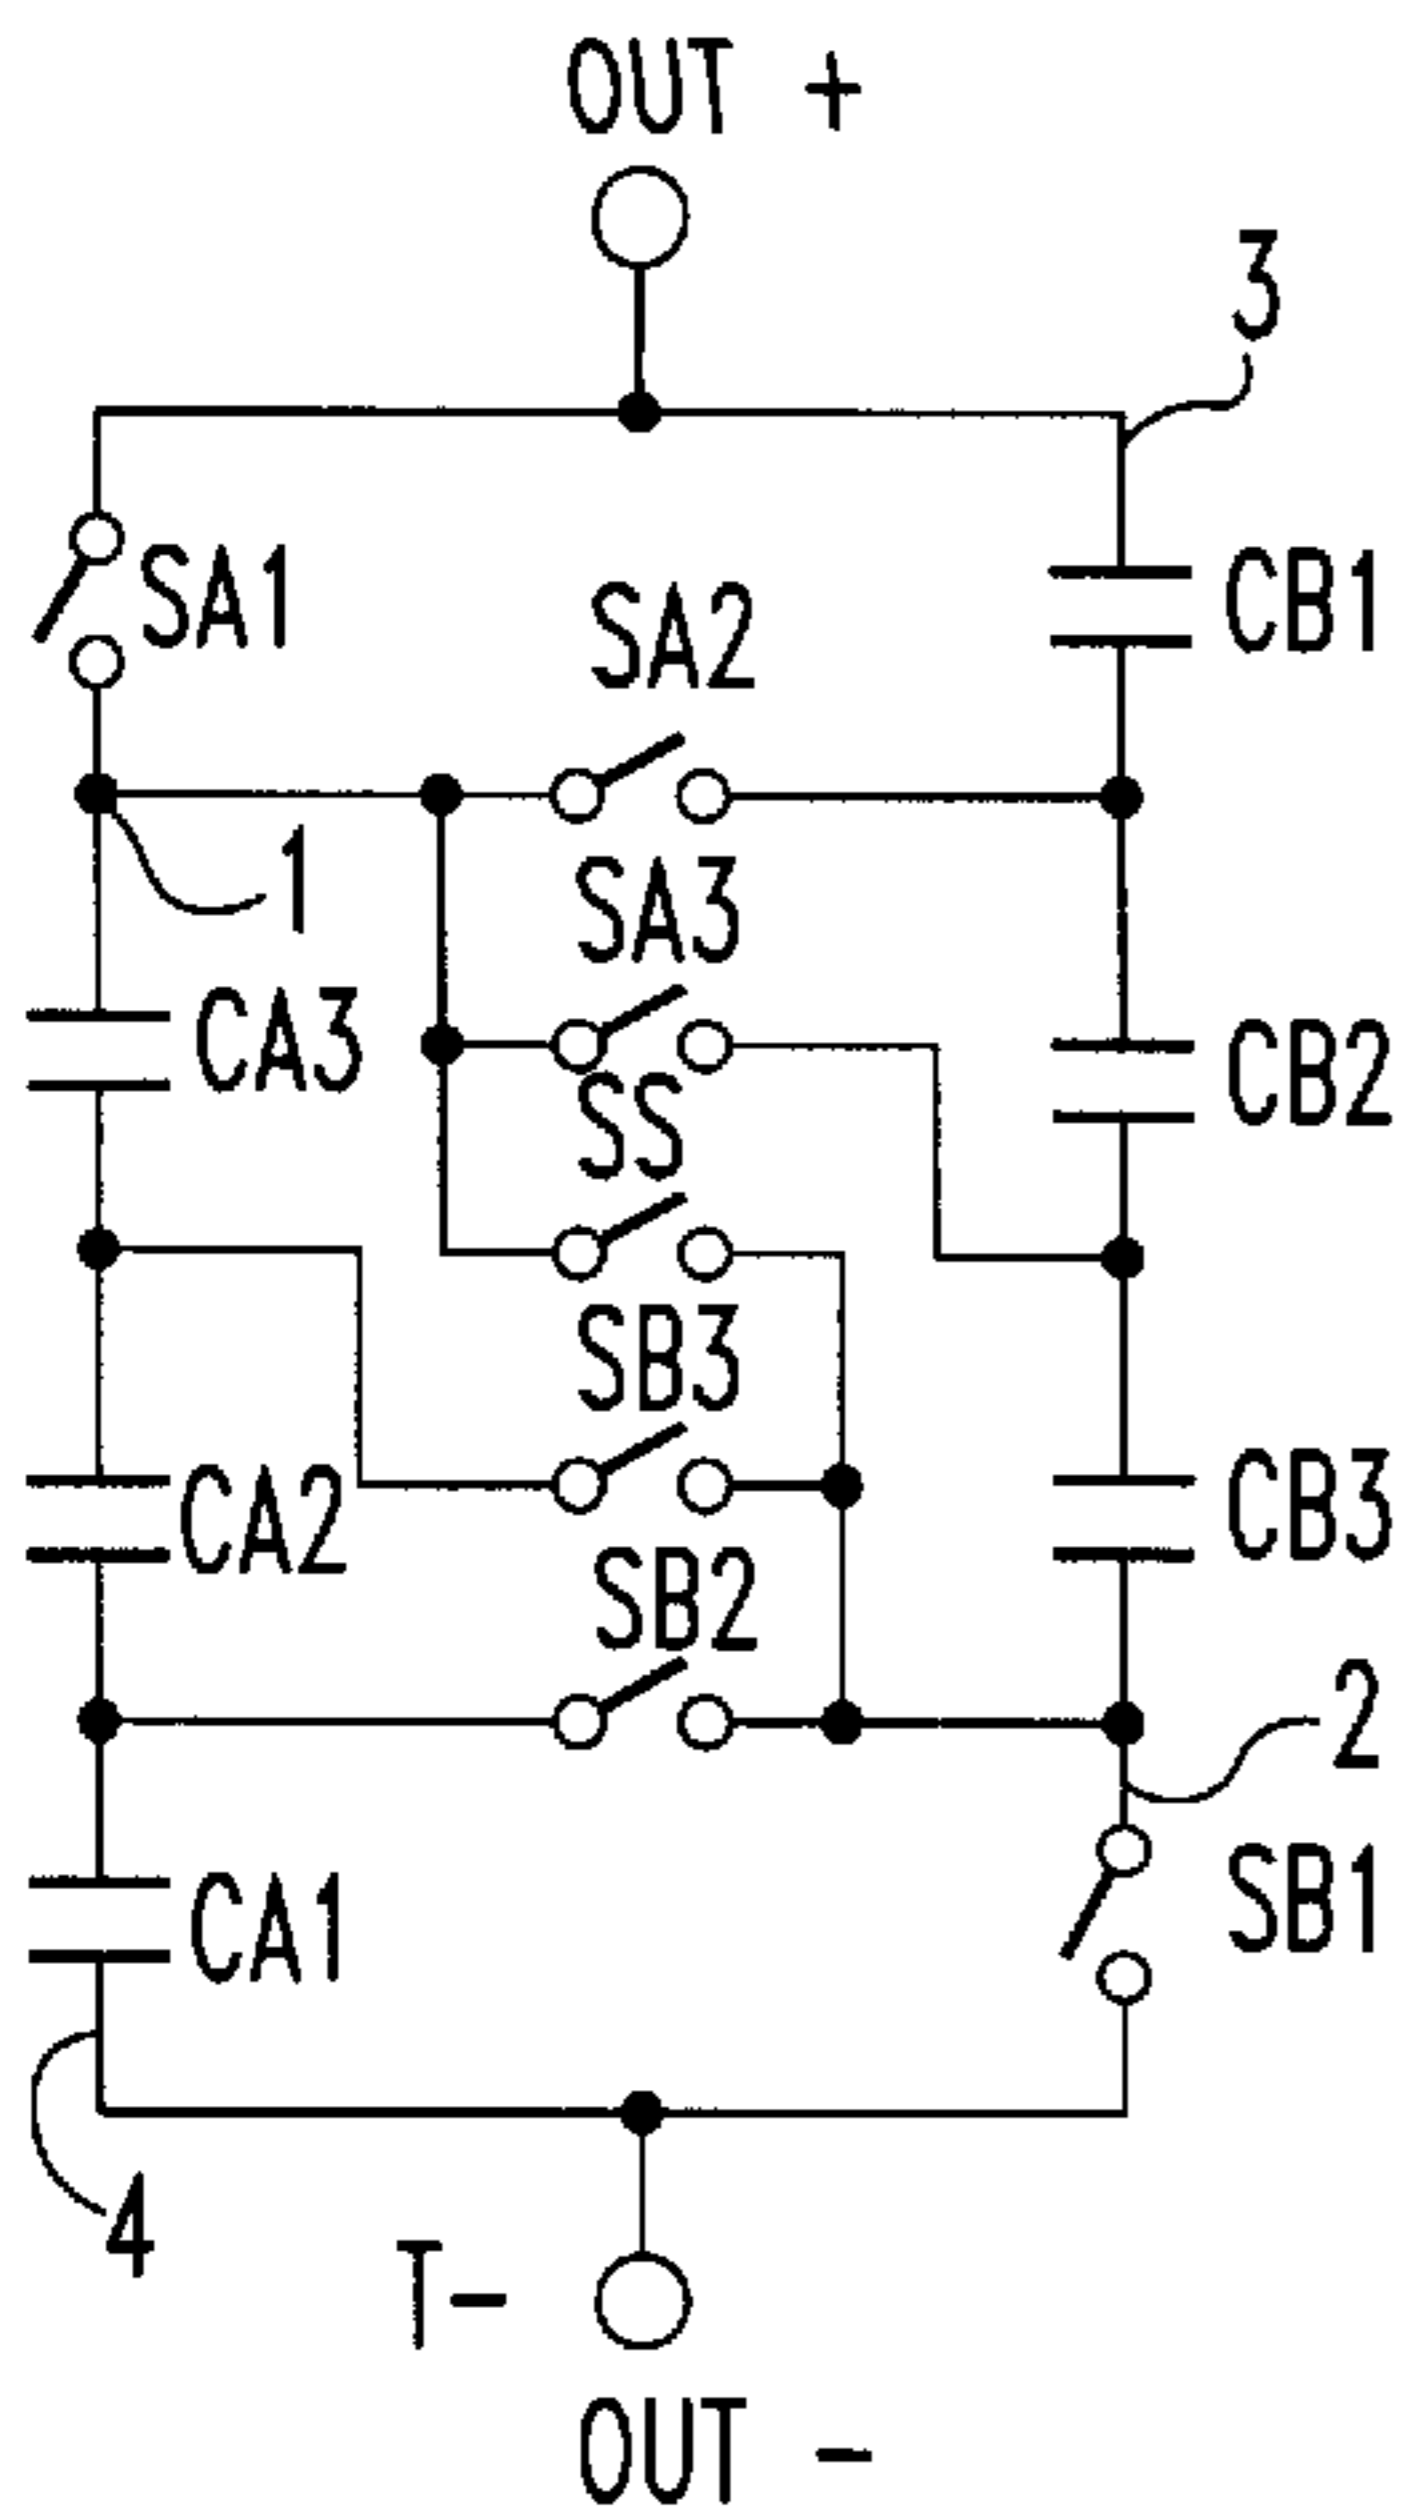 OUT +
3
SA1
SA2
CB1
1
SA3
CA3
SS
CB2
SB3
CA2
CB3
SB2
2
SB1
CA1
4
T-
OUT -